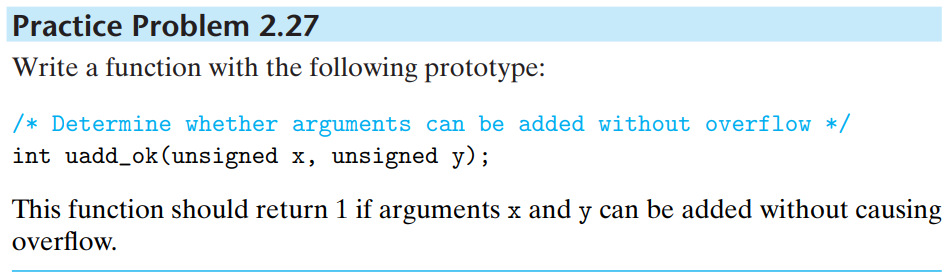 Practice Problem 2.27
Write a function with the following prototype:
/* Determine whether arguments can be added without overflow */
int uadd_ok(unsigned x, unsigned y);
This function should return 1 if arguments x and y can be added without causing
overflow.